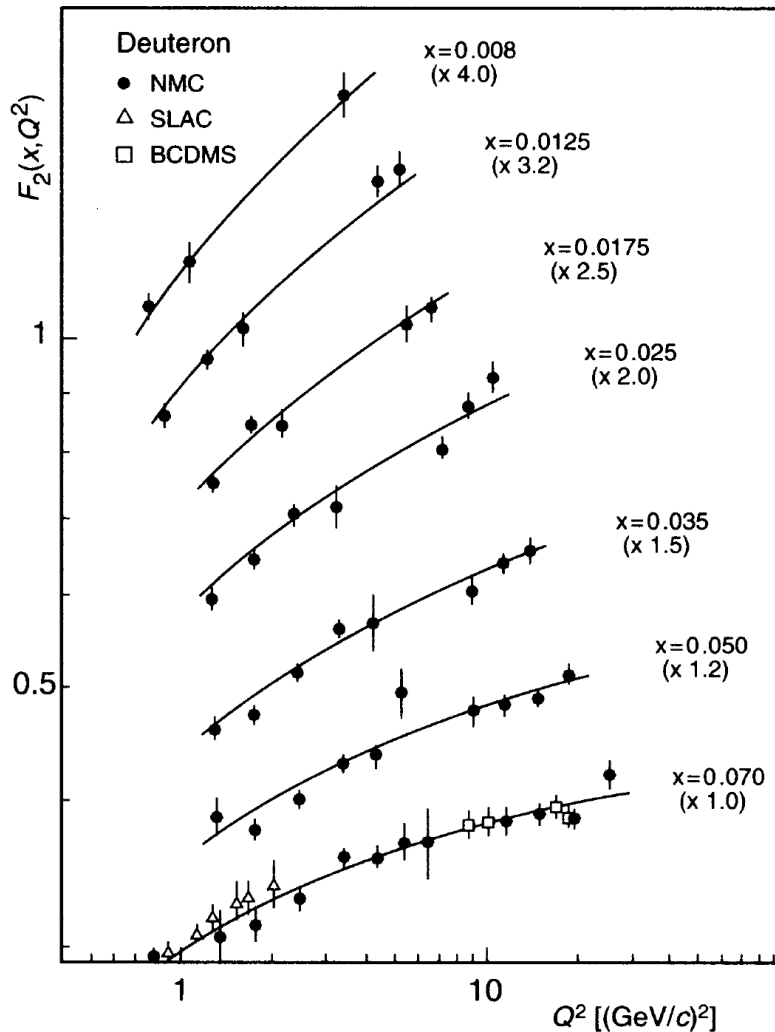 Deuteron
NMC
SLAC
BCDMS
x=0.008
(x 4.0)
x=0.0125
(x 3.2)
x=0.0175
(x 2.5)
x=0.025
(x 2.0)
x=0.035
(x 1.5)
x=0.050
(x 1.2)
x=0.070
(x 1.0)
F₂(x,Q²)
1
0.5
1
10
Q² [(GeV/c)²]